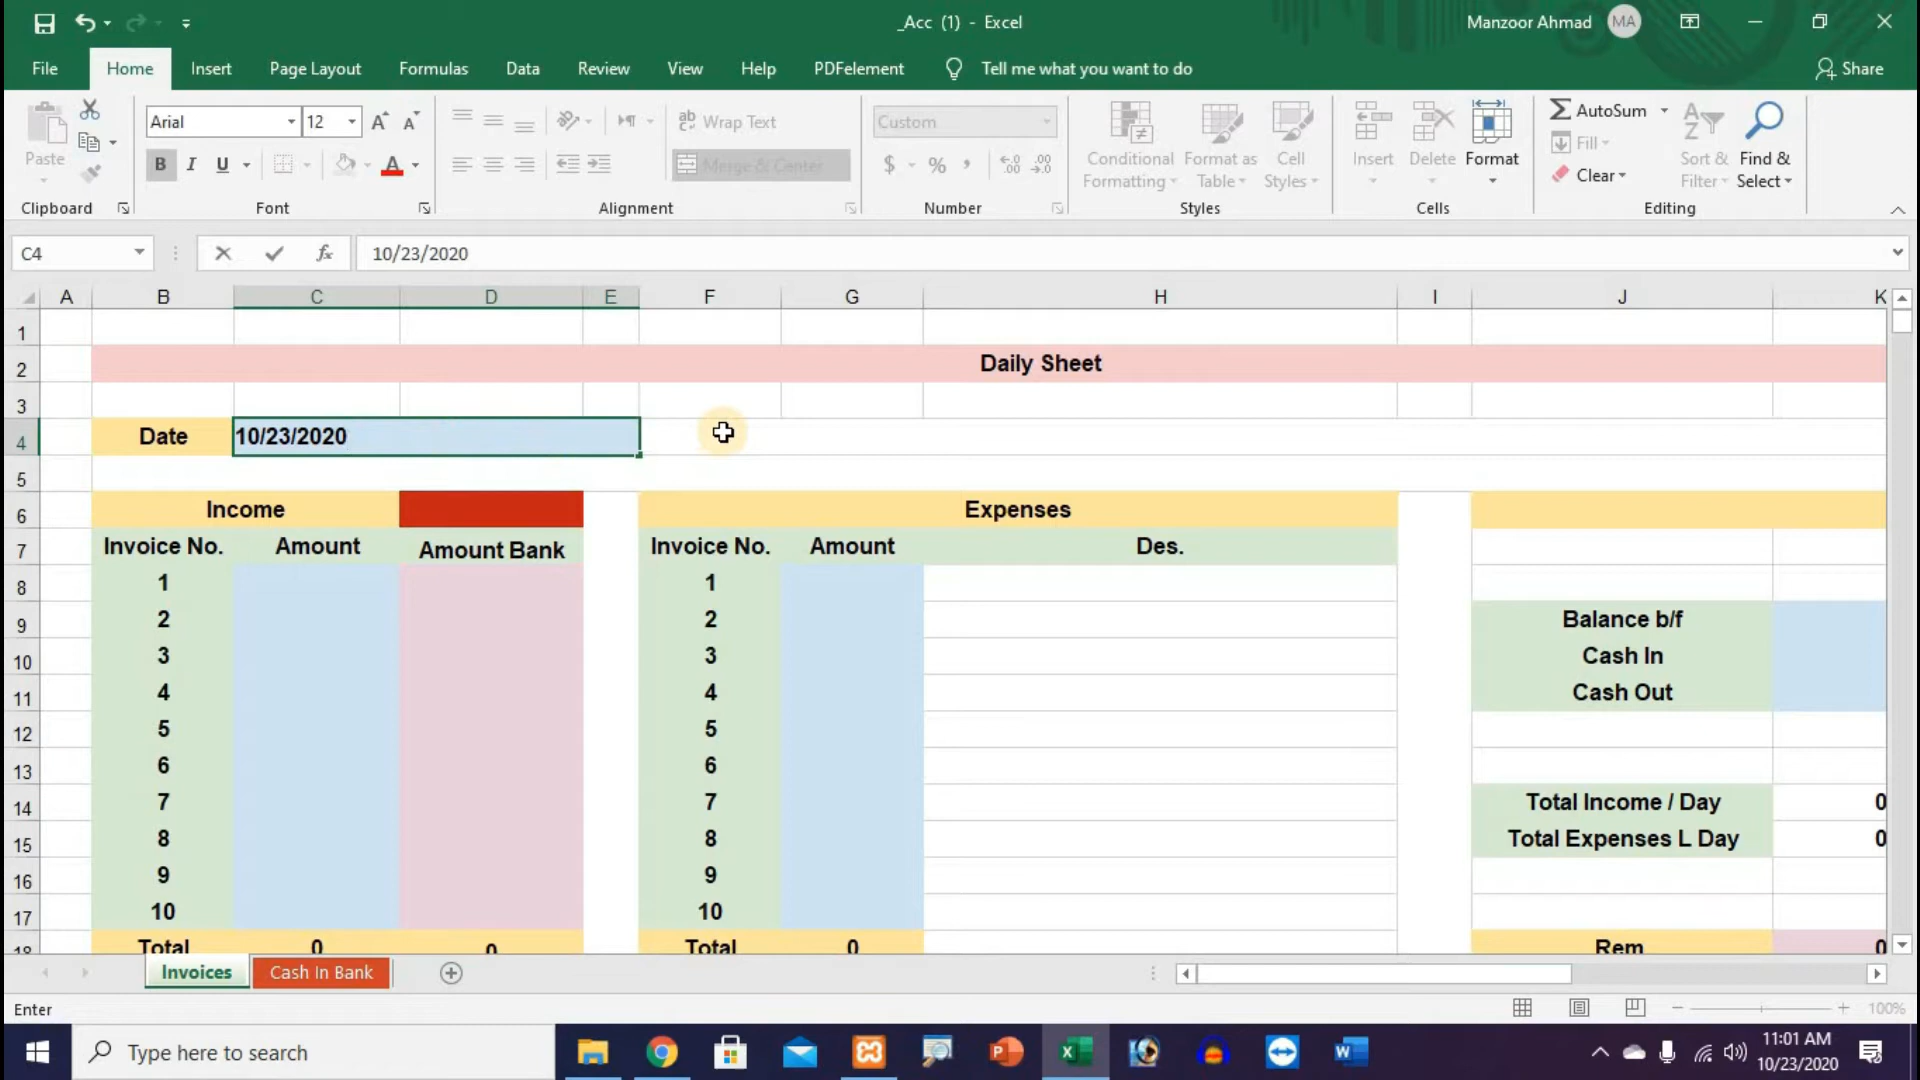 _Acc (1) - Excel
Manzoor Ahmad MA
File Home Insert Page Layout Formulas Data Review View Help PDFelement Tell me what you want to do Share
Paste
Arial 12 A A
B I U A
ab Wrap Text
Merge & Center
Custom
$ % ,
Conditional Formatting
Format as Table
Cell Styles
Insert Delete Format
AutoSum
Fill
Clear
Sort & Filter
Find & Select
Clipboard Font Alignment Number Styles Cells Editing
C4 fx 10/23/2020
A B C D E F G H I J K
1
2 Daily Sheet
3
4 Date 10/23/2020
5
6 Income Expenses
7 Invoice No. Amount Amount Bank Invoice No. Amount Des.
8 1 1
9 2 2 Balance b/f
10 3 3 Cash In
11 4 4 Cash Out
12 5 5
13 6 6
14 7 7 Total Income / Day 0
15 8 8 Total Expenses L Day 0
16 9 9
17 10 10
18 Total 0 0 Total 0 Rem 0
Invoices Cash In Bank
Enter 100%
Type here to search
11:01 AM
10/23/2020